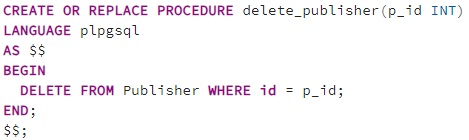 CREATE OR REPLACE PROCEDURE delete_publisher(p_id INT)
LANGUAGE plpgsql
AS $$
BEGIN
  DELETE FROM Publisher WHERE id = p_id;
END;
$$;